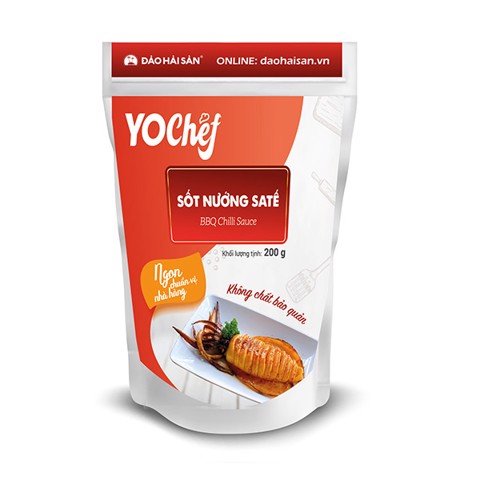 ĐẢO HẢI SẢN® ONLINE: daohaisan.vn
YOChef
SỐT NƯỚNG SATẾ
BBQ Chilli Sauce
Khối lượng tịnh: 200 g
Ngon
chuẩn vị
nhà hàng
Không chất bảo quản